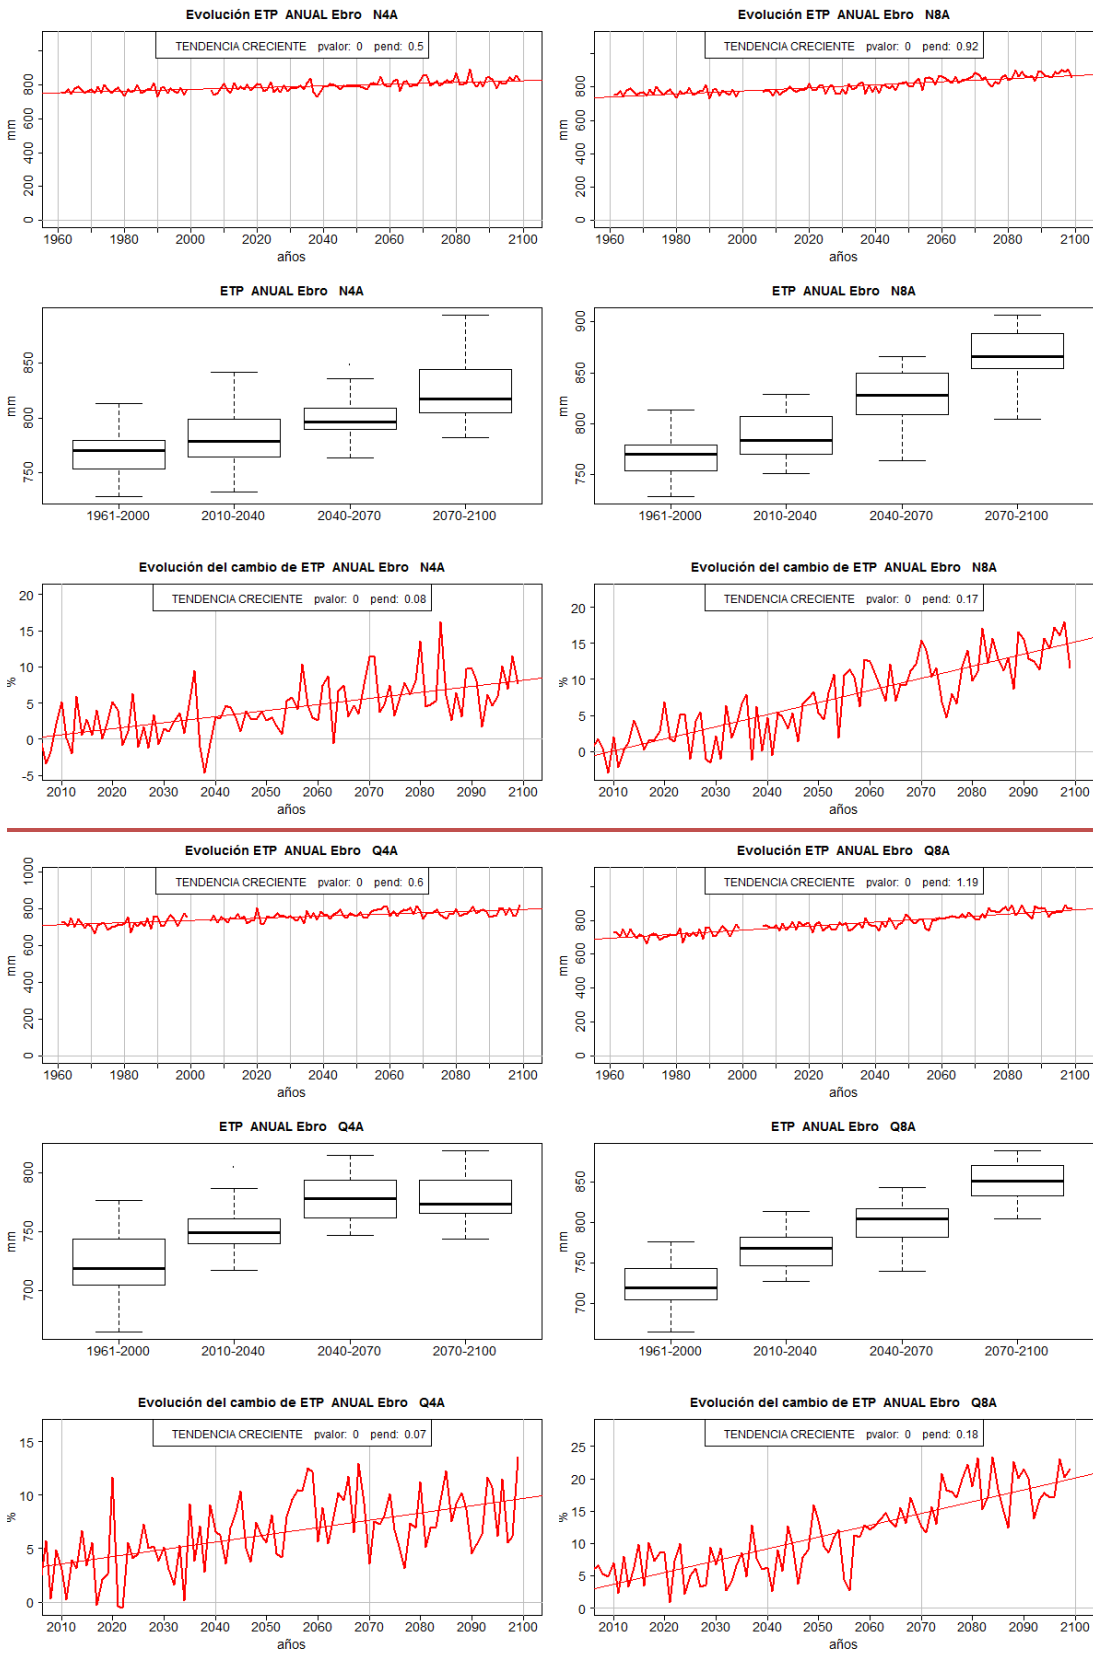 Evolución ETP ANUAL Ebro N4A
TENDENCIA CRECIENTE pvalor: 0 pend: 0.5
mm
0 200 400 600 800
1960 1980 2000 2020 2040 2060 2080 2100
años
Evolución ETP ANUAL Ebro N8A
TENDENCIA CRECIENTE pvalor: 0 pend: 0.92
mm
0 200 400 600 800
1960 1980 2000 2020 2040 2060 2080 2100
años
ETP ANUAL Ebro N4A
mm
750 800 850
1961-2000 2010-2040 2040-2070 2070-2100
ETP ANUAL Ebro N8A
mm
750 800 850 900
1961-2000 2010-2040 2040-2070 2070-2100
Evolución del cambio de ETP ANUAL Ebro N4A
TENDENCIA CRECIENTE pvalor: 0 pend: 0.08
%
20
15
10
5
0
-5
2010 2020 2030 2040 2050 2060 2070 2080 2090 2100
años
Evolución del cambio de ETP ANUAL Ebro N8A
TENDENCIA CRECIENTE pvalor: 0 pend: 0.17
%
20
15
10
5
0
2010 2020 2030 2040 2050 2060 2070 2080 2090 2100
años
Evolución ETP ANUAL Ebro Q4A
TENDENCIA CRECIENTE pvalor: 0 pend: 0.6
mm
0 200 400 600 800 1000
1960 1980 2000 2020 2040 2060 2080 2100
años
Evolución ETP ANUAL Ebro Q8A
TENDENCIA CRECIENTE pvalor: 0 pend: 1.19
mm
0 200 400 600 800
1960 1980 2000 2020 2040 2060 2080 2100
años
ETP ANUAL Ebro Q4A
mm
700 750 800
1961-2000 2010-2040 2040-2070 2070-2100
ETP ANUAL Ebro Q8A
mm
700 750 800 850
1961-2000 2010-2040 2040-2070 2070-2100
Evolución del cambio de ETP ANUAL Ebro Q4A
TENDENCIA CRECIENTE pvalor: 0 pend: 0.07
%
15
10
5
0
2010 2020 2030 2040 2050 2060 2070 2080 2090 2100
años
Evolución del cambio de ETP ANUAL Ebro Q8A
TENDENCIA CRECIENTE pvalor: 0 pend: 0.18
%
25
20
15
10
5
0
2010 2020 2030 2040 2050 2060 2070 2080 2090 2100
años